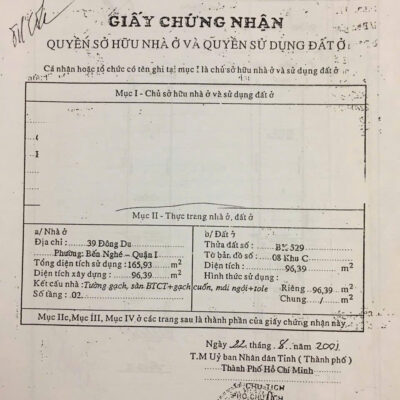 GIẤY CHỨNG NHẬN
QUYỀN SỞ HỮU NHÀ Ở VÀ QUYỀN SỬ DỤNG ĐẤT Ở
Cá nhân hoặc tổ chức có tên ghi tại mục I là chủ sở hữu nhà ở và sử dụng đất ở
Mục I - Chủ sở hữu nhà ở và sử dụng đất ở
Mục II - Thực trạng nhà ở, đất ở
a/ Nhà ở
Địa chỉ : 39 Đông Du
Phường: Bến Nghé – Quận I
Tổng diện tích sử dụng : 165,93 m2
Diện tích xây dựng : 96,39 m2
Kết cấu nhà : Tường gạch, sàn BTCT+gạch cuốn, mái ngói+tole
Số tầng : 02.
b/ Đất ở
Thửa đất số : BK 529
Tờ bản đồ số : 08 Khu C
Diện tích : 96,39 m2
Hình thức sử dụng :
Riêng : 96,39 m2
Chung / m2
Mục IIc, Mục III, Mục IV ở các trang sau là thành phần của giấy chứng nhận này.
Ngày 22 tháng 8 năm 2001
T.M Uỷ ban Nhân dân Tỉnh ( Thành phố )
Thành Phố Hồ Chí Minh
CHỦ TỊCH